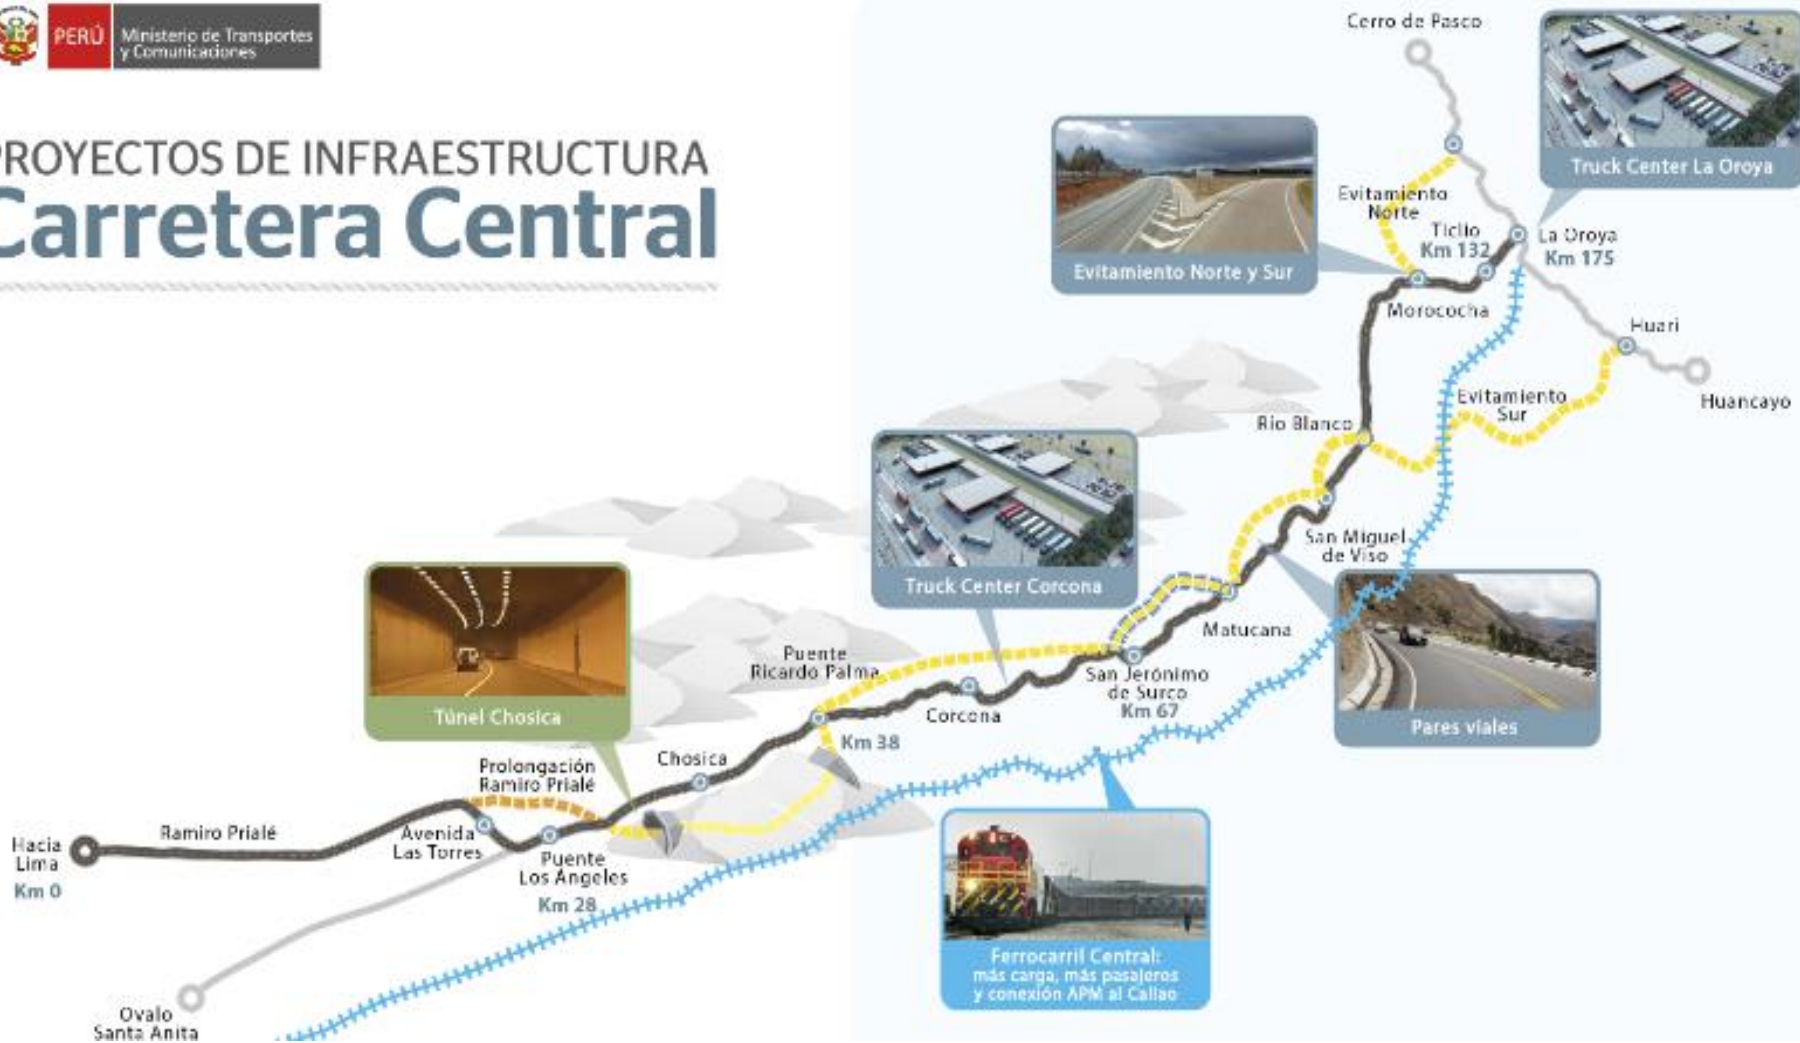 PERÚ
Ministerio de Transportes
y Comunicaciones
PROYECTOS DE INFRAESTRUCTURA
Carretera Central
Cerro de Pasco
Truck Center La Oroya
Evitamiento
Norte
Ticlio
Km 132
La Oroya
Km 175
Evitamiento Norte y Sur
Morococha
Huari
Evitamiento
Sur
Huancayo
Río Blanco
San Miguel
de Viso
Truck Center Corcona
Matucana
Puente
Ricardo Palma
San Jerónimo
de Surco
Km 67
Corcona
Pares viales
Túnel Chosica
Km 38
Chosica
Prolongación
Ramiro Prialé
Ramiro Prialé
Avenida
Las Torres
Hacia
Lima
Km 0
Puente
Los Angeles
Km 28
Ferrocarril Central:
más carga, más pasajeros
y conexión APM al Callao
Ovalo
Santa Anita